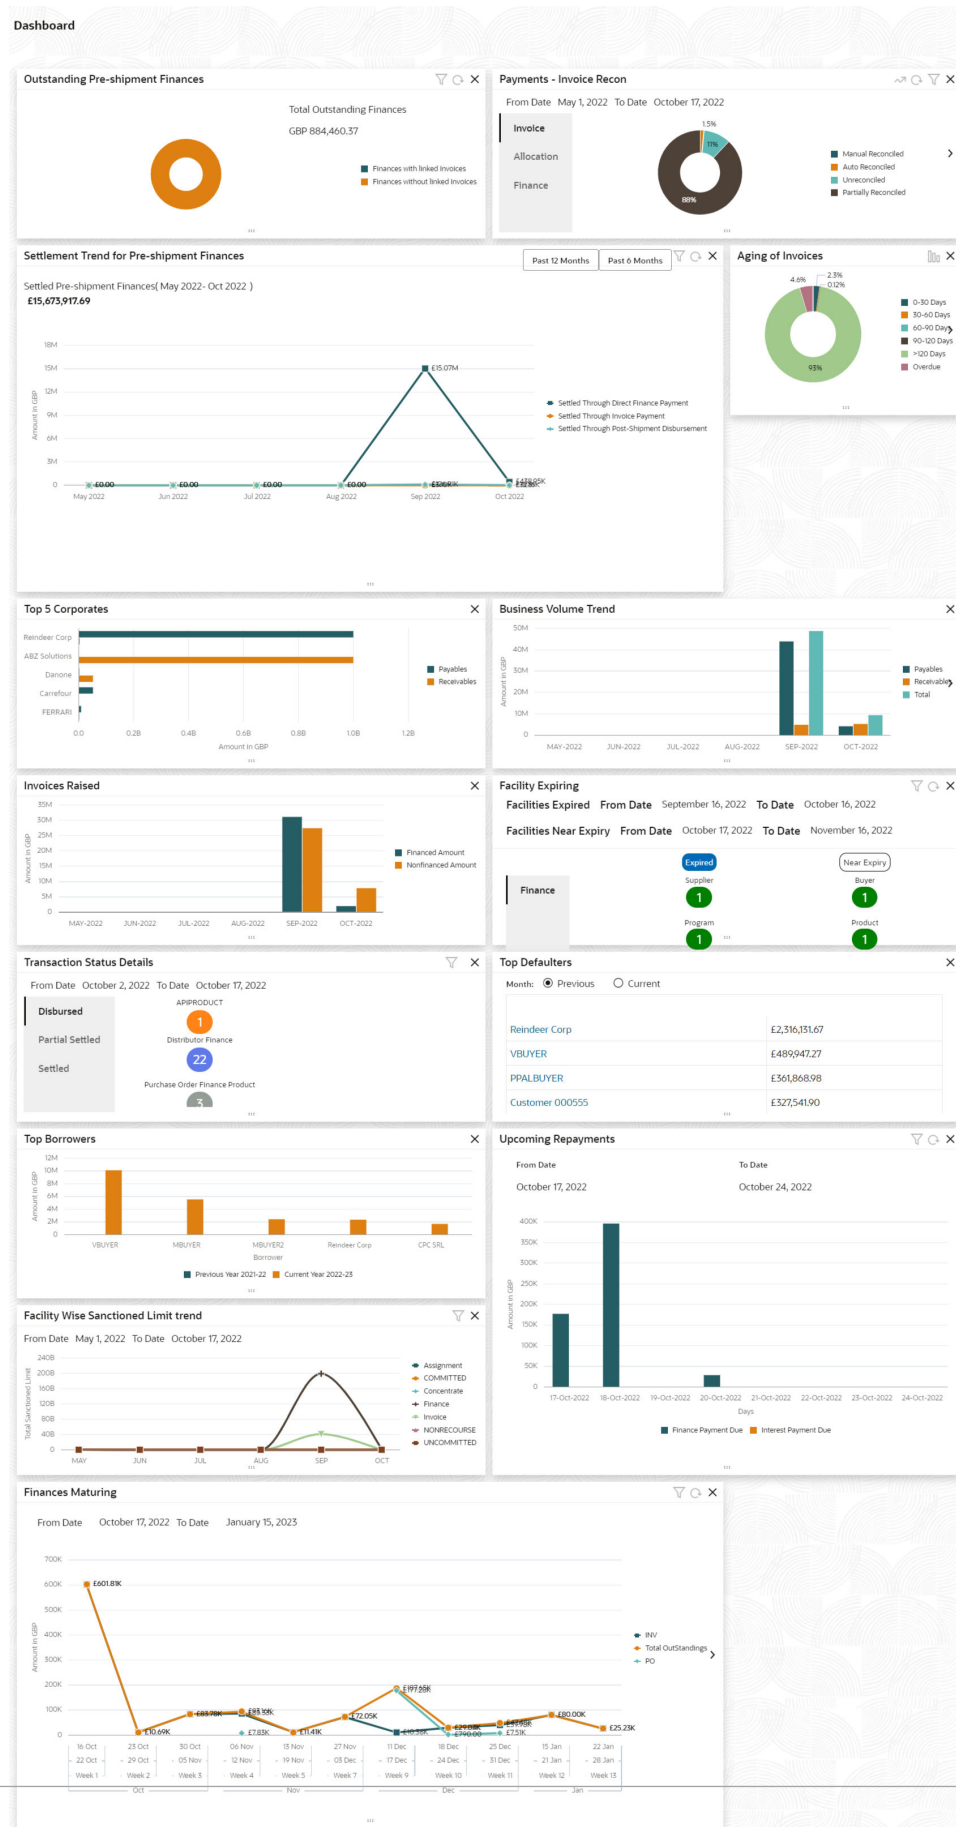 Dashboard
Outstanding Pre-shipment Finances
Total Outstanding Finances
GBP 884,460.37
Finances with linked Invoices
Finances without linked Invoices
Payments - Invoice Recon
From Date May 1, 2022 To Date October 17, 2022
Invoice
Allocation
Finance
1.5%
11%
88%
Manual Reconciled
Auto Reconciled
Unreconciled
Partially Reconciled
Settlement Trend for Pre-shipment Finances
Past 12 Months Past 6 Months
Settled Pre-shipment Finances( May 2022- Oct 2022 )
£15,673,917.69
Amount in GBP
18M
15M
12M
9M
6M
3M
0
£0.00 £0.00 £0.00 £0.00
£15.07M
May 2022 Jun 2022 Jul 2022 Aug 2022 Sep 2022 Oct 2022
Settled Through Direct Finance Payment
Settled Through Invoice Payment
Settled Through Post-Shipment Disbursement
Aging of Invoices
4.6%
2.3%
0.12%
93%
0-30 Days
30-60 Days
60-90 Days
90-120 Days
>120 Days
Overdue
Top 5 Corporates
Reindeer Corp
ABZ Solutions
Danone
Carrefour
FERRARI
0.0 0.2B 0.4B 0.6B 0.8B 1.0B 1.2B
Amount in GBP
Payables
Receivables
Business Volume Trend
Amount in GBP
50M
40M
30M
20M
10M
0
MAY-2022 JUN-2022 JUL-2022 AUG-2022 SEP-2022 OCT-2022
Payables
Receivables
Total
Invoices Raised
Amount in GBP
35M
30M
25M
20M
15M
10M
5M
0
MAY-2022 JUN-2022 JUL-2022 AUG-2022 SEP-2022 OCT-2022
Financed Amount
Nonfinanced Amount
Facility Expiring
Facilities Expired From Date September 16, 2022 To Date October 16, 2022
Facilities Near Expiry From Date October 17, 2022 To Date November 16, 2022
Finance
Expired Near Expiry
Supplier Buyer
1 1
Program Product
1 1
Transaction Status Details
From Date October 2, 2022 To Date October 17, 2022
Disbursed
Partial Settled
Settled
APIPRODUCT
1
Distributor Finance
22
Purchase Order Finance Product
3
Top Defaulters
Month: Previous Current
Reindeer Corp £2,316,131.67
VBUYER £489,947.27
PPALBUYER £361,868.98
Customer 000555 £327,541.90
Top Borrowers
Amount in GBP
12M
10M
8M
6M
4M
2M
0
VBUYER MBUYER MBUYER2 Reindeer Corp CPC SRL
Borrower
Previous Year 2021-22 Current Year 2022-23
Upcoming Repayments
From Date To Date
October 17, 2022 October 24, 2022
Amount in GBP
400K
350K
300K
250K
200K
150K
100K
50K
0
17-Oct-2022 18-Oct-2022 19-Oct-2022 20-Oct-2022 21-Oct-2022 22-Oct-2022 23-Oct-2022 24-Oct-2022
Days
Finance Payment Due Interest Payment Due
Facility Wise Sanctioned Limit trend
From Date May 1, 2022 To Date October 17, 2022
Total Sanctioned Limit
240B
200B
160B
120B
80B
40B
0
MAY JUN JUL AUG SEP OCT
Assignment
COMMITTED
Concentrate
Finance
Invoice
NONRECOURSE
UNCOMMITTED
Finances Maturing
From Date October 17, 2022 To Date January 15, 2023
Amount in GBP
700K
600K
500K
400K
300K
200K
100K
0
£601.81K
£10.69K
£83.78K
£7.83K
£11.41K
£72.05K
£10.38K
£7.51K
£80.00K
£25.23K
INV
Total OutStandings
PO
16 Oct 23 Oct 30 Oct 06 Nov 13 Nov 27 Nov 11 Dec 18 Dec 25 Dec 15 Jan 22 Jan
- 22 Oct - 29 Oct - 05 Nov - 12 Nov - 19 Nov - 03 Dec - 17 Dec - 24 Dec - 31 Dec - 21 Jan - 28 Jan
Week 1 Week 2 Week 3 Week 4 Week 5 Week 7 Week 9 Week 10 Week 11 Week 12 Week 13
Oct Nov Dec Jan